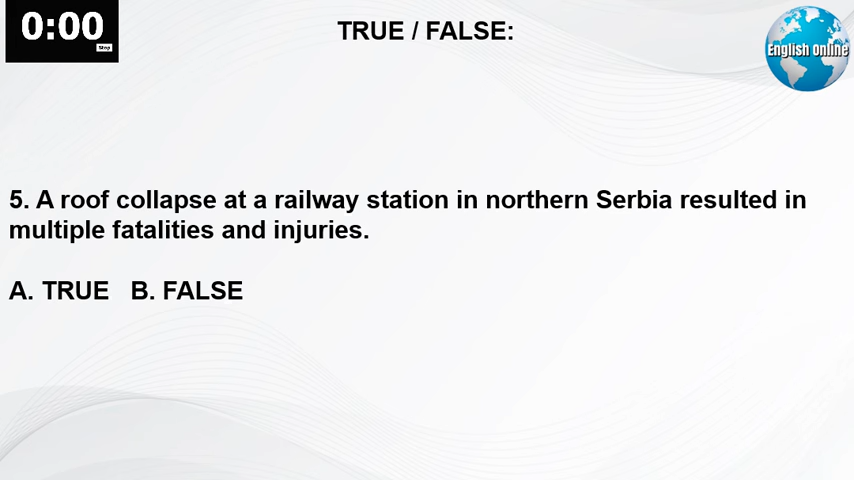 0:00
Stop
TRUE / FALSE:
English Online
5. A roof collapse at a railway station in northern Serbia resulted in
multiple fatalities and injuries.
A. TRUE   B. FALSE